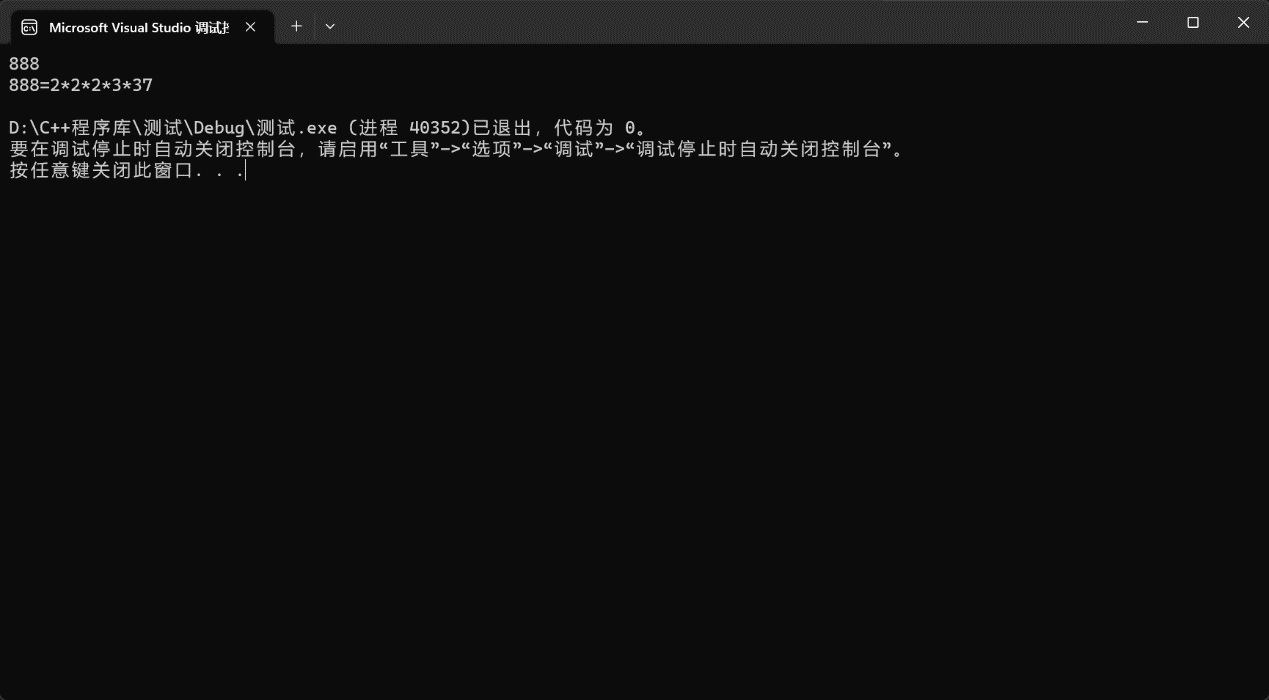 Microsoft Visual Studio 调试
888
888=2*2*2*3*37
D:\C++程序库\测试\Debug\测试.exe (进程 40352)已退出，代码为 0。
要在调试停止时自动关闭控制台，请启用“工具”->“选项”->“调试”->“调试停止时自动关闭控制台”。
按任意键关闭此窗口. . .